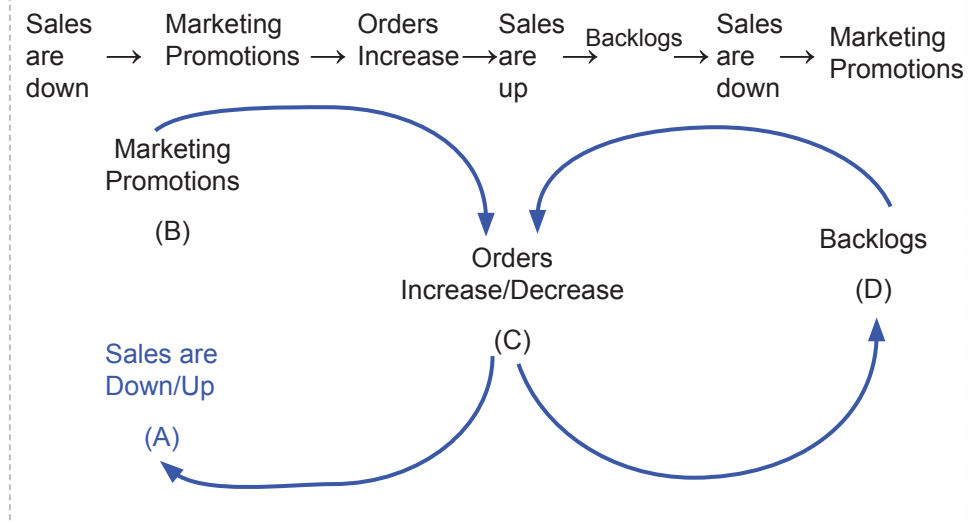 Sales
are
down
→
Marketing
Promotions
→
Orders
Increase
→
Sales
are
up
→
Backlogs
→
Sales
are
down
→
Marketing
Promotions
Marketing
Promotions
(B)
Orders
Increase/Decrease
(C)
Backlogs
(D)
Sales are
Down/Up
(A)